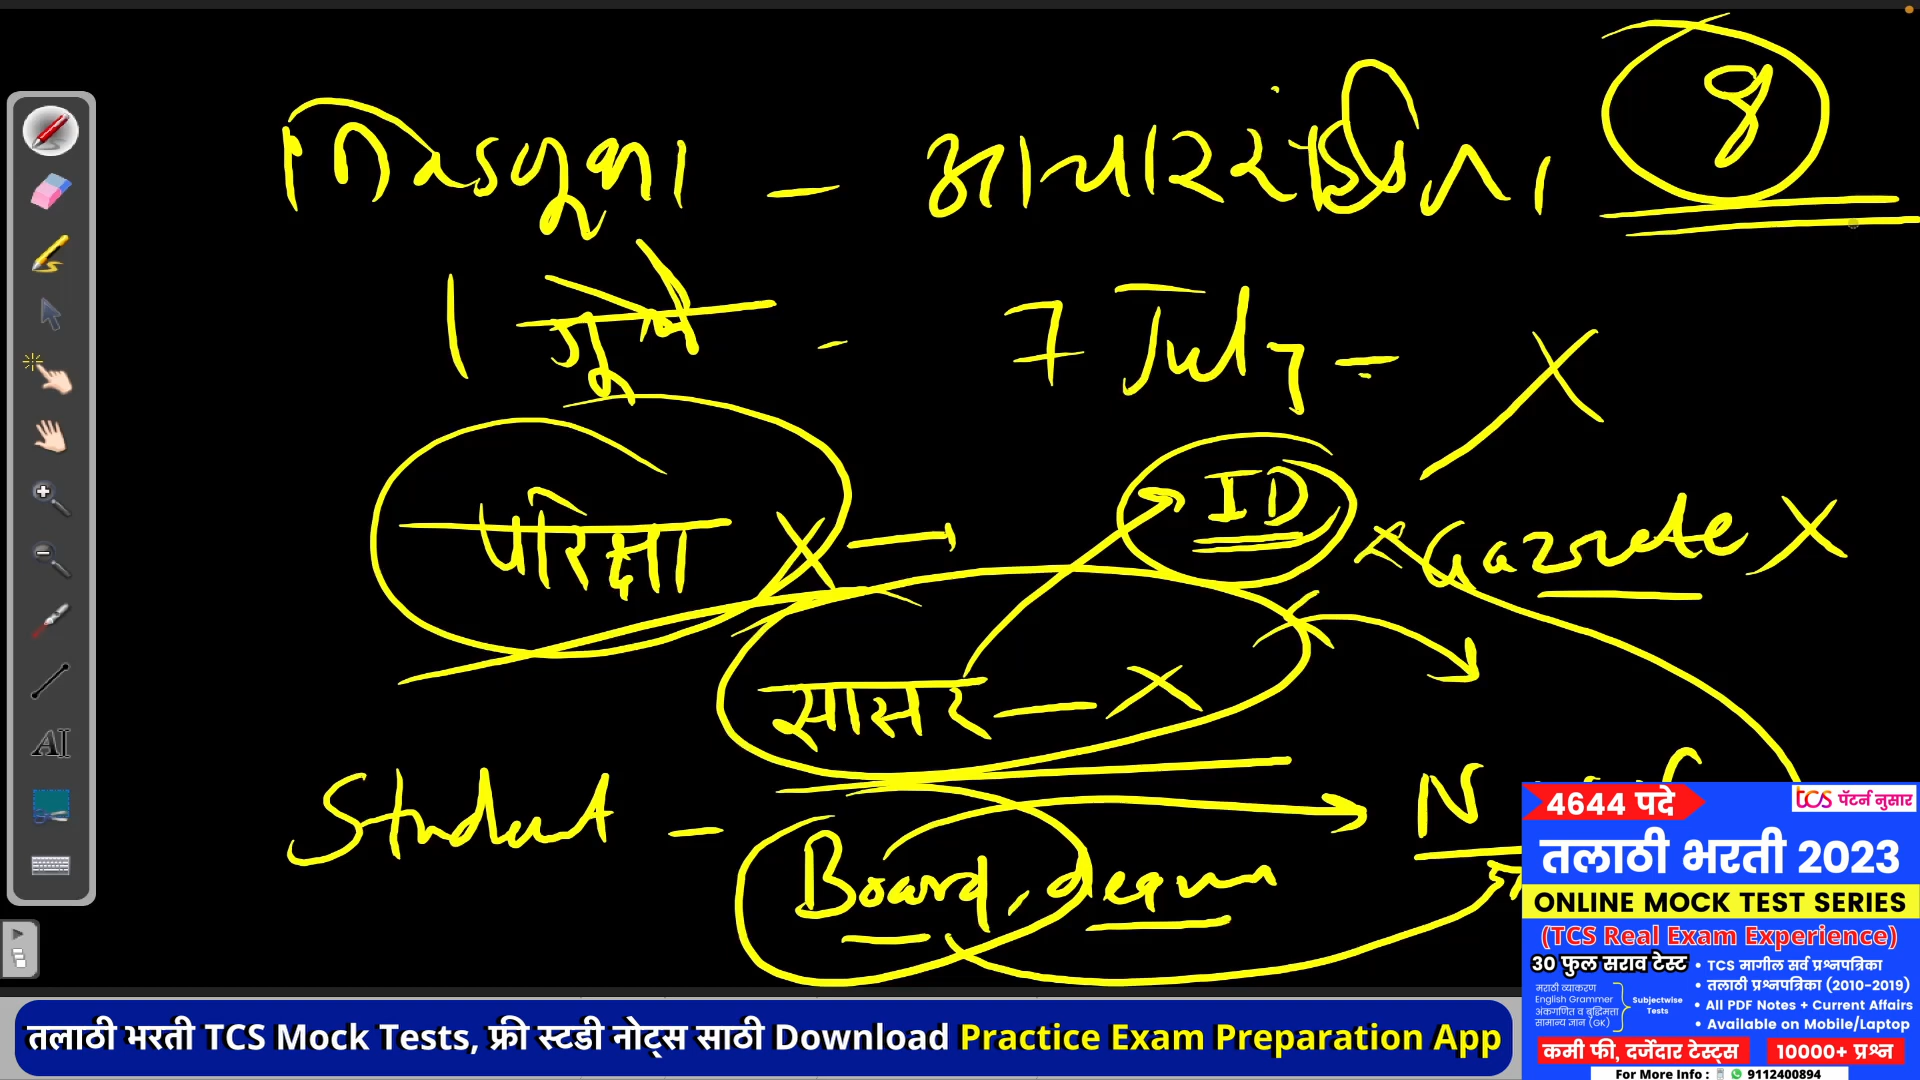 निवडणूका - आचारसंहिता 8
1 जून - 7 July =
परिक्षा X → ID Gazzete X
सासर — X
Student - Board, exam N
4644 पदे
tcs पॅटर्न नुसार
तलाठी भरती 2023
ONLINE MOCK TEST SERIES
(TCS Real Exam Experience)
30 फुल सराव टेस्ट
• TCS मागील सर्व प्रश्नपत्रिका
• तलाठी प्रश्नपत्रिका (2010-2019)
• All PDF Notes + Current Affairs
• Available on Mobile/Laptop
मराठी व्याकरण
English Grammer
अंकगणित व बुद्धिमत्ता
सामान्य ज्ञान (GK)
Subjectwise
Tests
कमी फी, दर्जेदार टेस्ट्स 10000+ प्रश्न
For More Info : 9112400894
तलाठी भरती TCS Mock Tests, फ्री स्टडी नोट्स साठी Download Practice Exam Preparation App